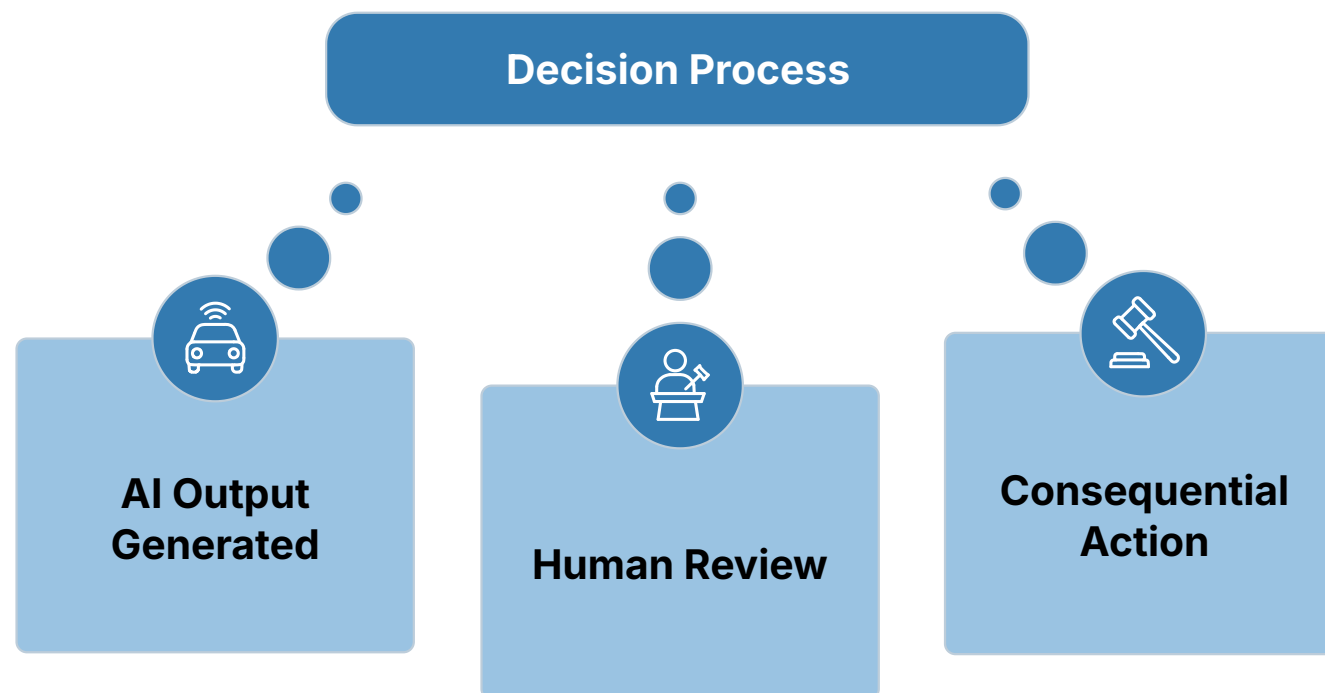 Decision Process
AI Output
Generated
Human Review
Consequential
Action